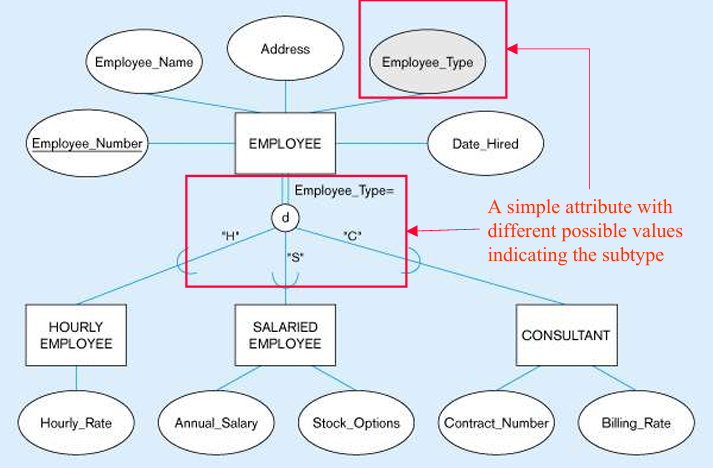 Address
Employee_Name
Employee_Type
Employee_Number
EMPLOYEE
Date_Hired
Employee_Type=
d
"H"
"S"
"C"
A simple attribute with
different possible values
indicating the subtype
HOURLY
EMPLOYEE
SALARIED
EMPLOYEE
CONSULTANT
Hourly_Rate
Annual_Salary
Stock_Options
Contract_Number
Billing_Rate